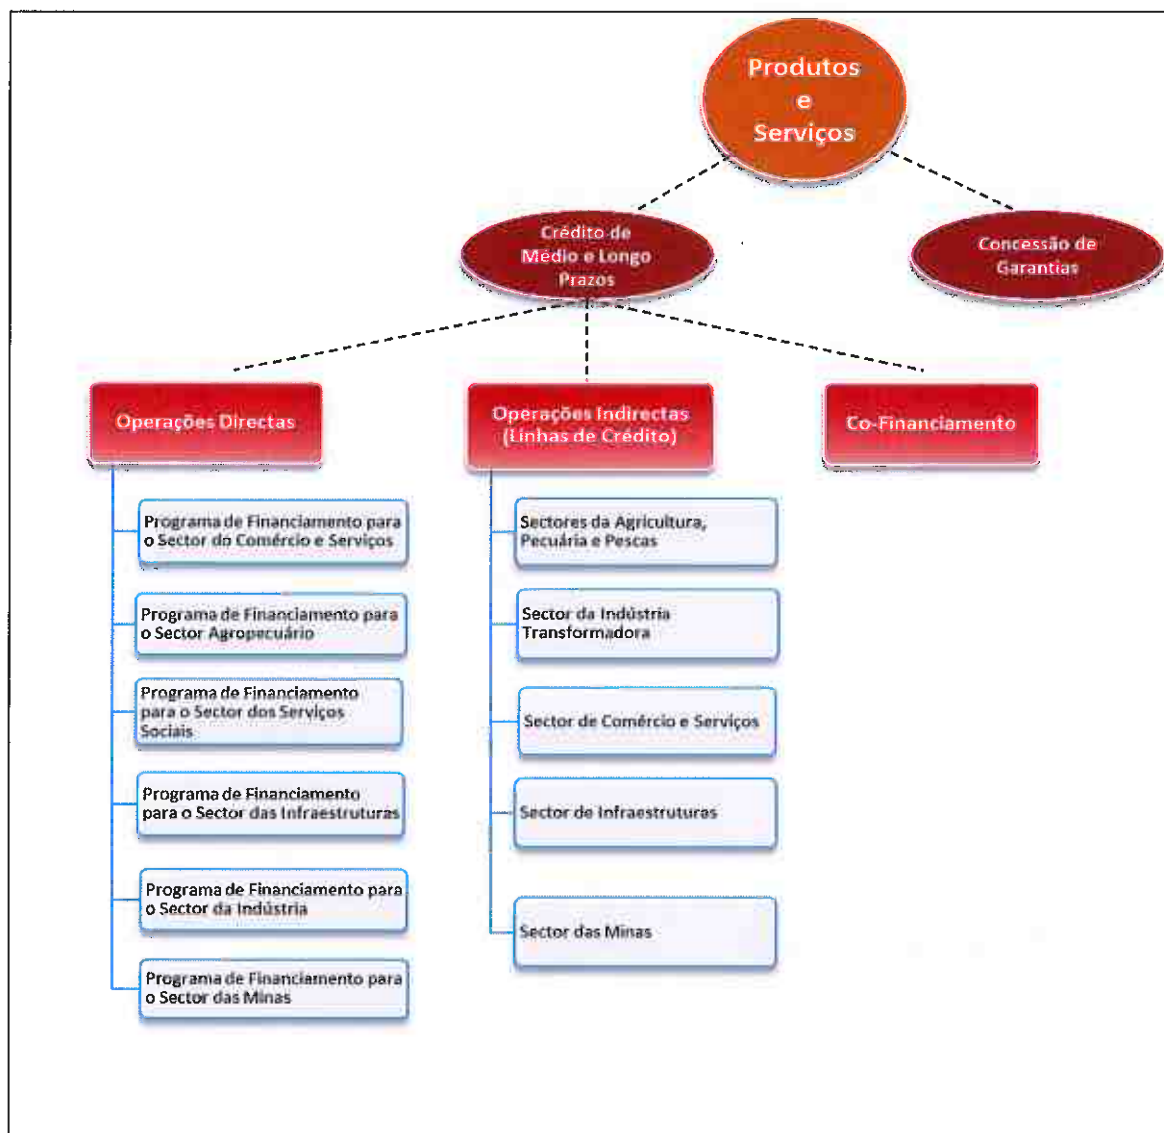 Produtos
e
Serviços
Crédito de
Médio e Longo
Prazos
Concessão de
Garantias
Operações Directas
Operações Indirectas
(Linhas de Crédito)
Co-Financiamento
Programa de Financiamento para
o Sector do Comércio e Serviços
Programa de Financiamento para
o Sector Agropecuário
Programa de Financiamento
para o Sector dos Serviços
Sociais
Programa de Financiamento
para o Sector das Infraestruturas
Programa de Financiamento para
o Sector da Indústria
Programa de Financiamento para
o Sector das Minas
Sectores da Agricultura,
Pecuária e Pescas
Sector da Indústria
Transformadora
Sector de Comércio e Serviços
Sector de Infraestruturas
Sector das Minas